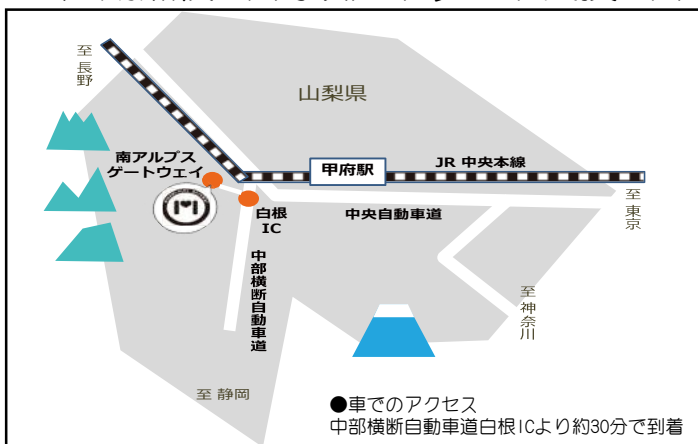 至 長野
山梨県
南アルプス
ゲートウェイ
甲府駅
JR 中央本線
至 東京
白根
IC
中央自動車道
中部横断自動車道
至 神奈川
至 静岡
●車でのアクセス
中部横断自動車道白根ICより約30分で到着